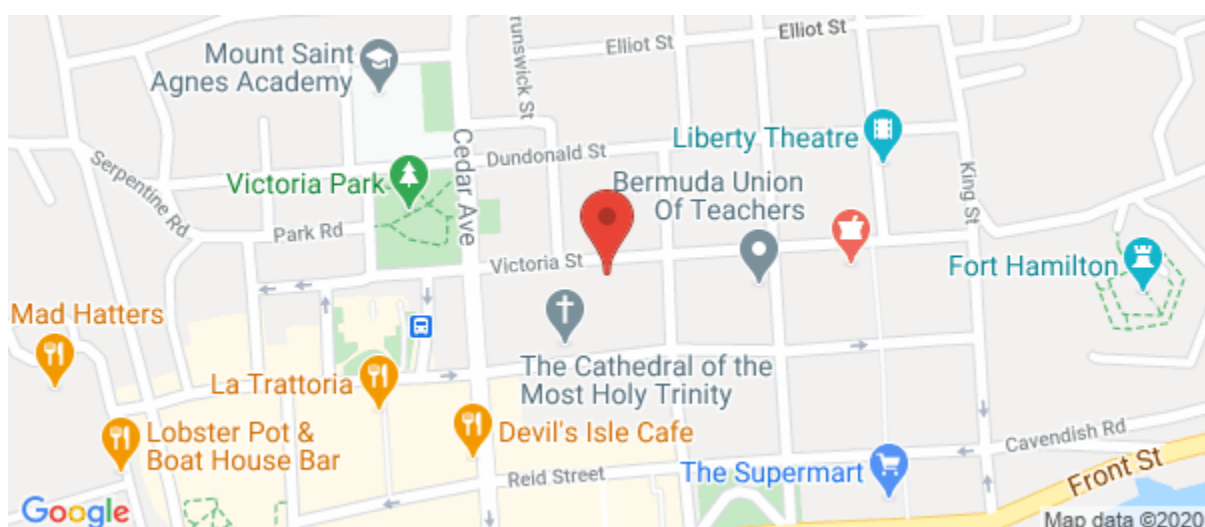 Mount Saint
Agnes Academy
runswick St
Elliot St
Elliot St
Cedar Ave
Dundonald St
Liberty Theatre
Serpentine Rd
Victoria Park
Bermuda Union
Of Teachers
King St
Park Rd
Victoria St
Fort Hamilton
Mad Hatters
The Cathedral of the
Most Holy Trinity
La Trattoria
Lobster Pot &
Boat House Bar
Devil's Isle Cafe
Cavendish Rd
Reid Street
The Supermart
Front St
Google
Map data ©2020